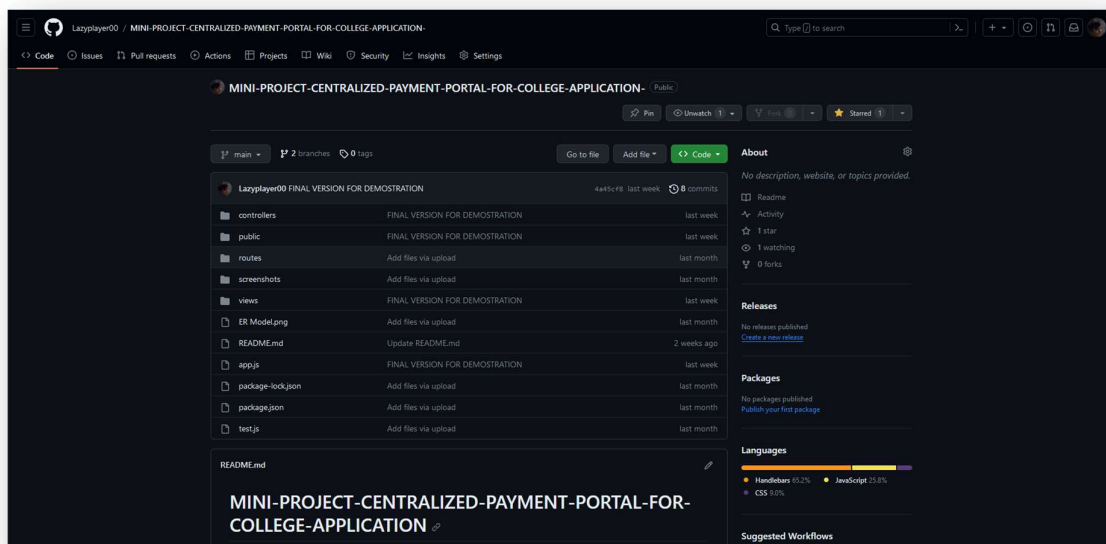 Lazyplayer00 / MINI-PROJECT-CENTRALIZED-PAYMENT-PORTAL-FOR-COLLEGE-APPLICATION-
Type / to search
Code Issues Pull requests Actions Projects Wiki Security Insights Settings
MINI-PROJECT-CENTRALIZED-PAYMENT-PORTAL-FOR-COLLEGE-APPLICATION- Public
Pin Unwatch 1 Fork 0 Starred 1
main 2 branches 0 tags Go to file Add file Code
Lazyplayer00 FINAL VERSION FOR DEMOSTRATION 4a45cf8 last week 8 commits
controllers FINAL VERSION FOR DEMOSTRATION last week
public FINAL VERSION FOR DEMOSTRATION last week
routes Add files via upload last month
screenshots Add files via upload last month
views FINAL VERSION FOR DEMOSTRATION last week
ER Model.png Add files via upload last month
README.md Update README.md 2 weeks ago
app.js FINAL VERSION FOR DEMOSTRATION last week
package-lock.json Add files via upload last month
package.json Add files via upload last month
test.js Add files via upload last month
README.md
MINI-PROJECT-CENTRALIZED-PAYMENT-PORTAL-FOR-
COLLEGE-APPLICATION
About
No description, website, or topics provided.
Readme
Activity
1 star
1 watching
0 forks
Releases
No releases published
Create a new release
Packages
No packages published
Publish your first package
Languages
Handlebars 65.2% JavaScript 25.8%
CSS 9.0%
Suggested Workflows